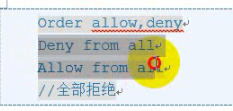 Order allow,deny
Deny from all
Allow from all
//全部拒绝